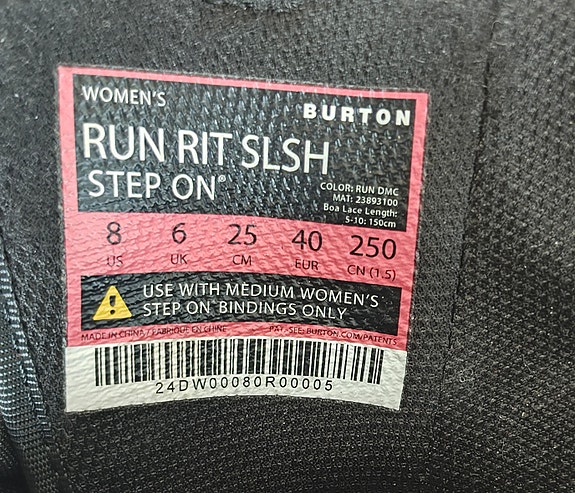 WOMEN'S
BURTON
RUN RIT SLSH
STEP ON®
COLOR: RUN DMC
MAT: 23893100
Boa Lace Length:
5-10: 150cm
8 6 25 40 250
US UK CM EUR CN (1.5)
USE WITH MEDIUM WOMEN'S
STEP ON BINDINGS ONLY
MADE IN CHINA / FABRIQUE EN CHINE PAT. SEE: BURTON.COM/PATENTS
24DW00080R00005